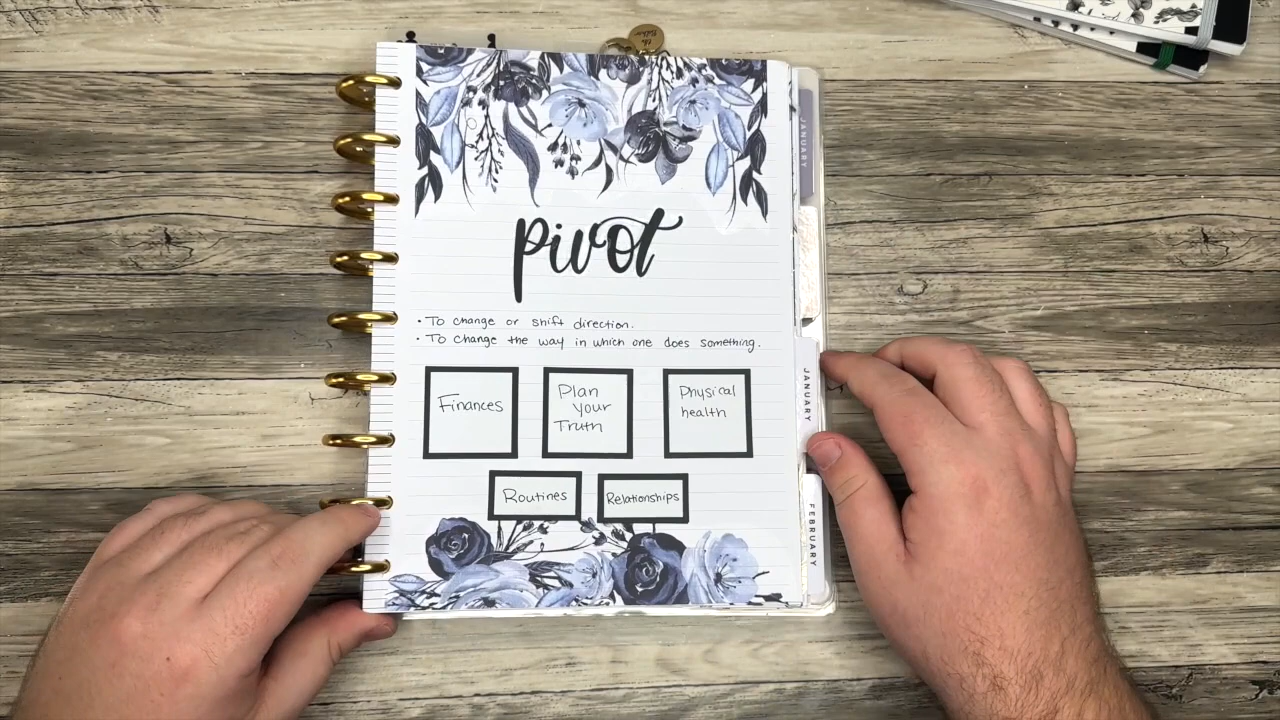 JANUARY
pivot
• To change or shift direction.
• To change the way in which one does something.
Finances
Plan
your
Truth
Physical
health
Routines
Relationships
JANUARY
FEBRUARY